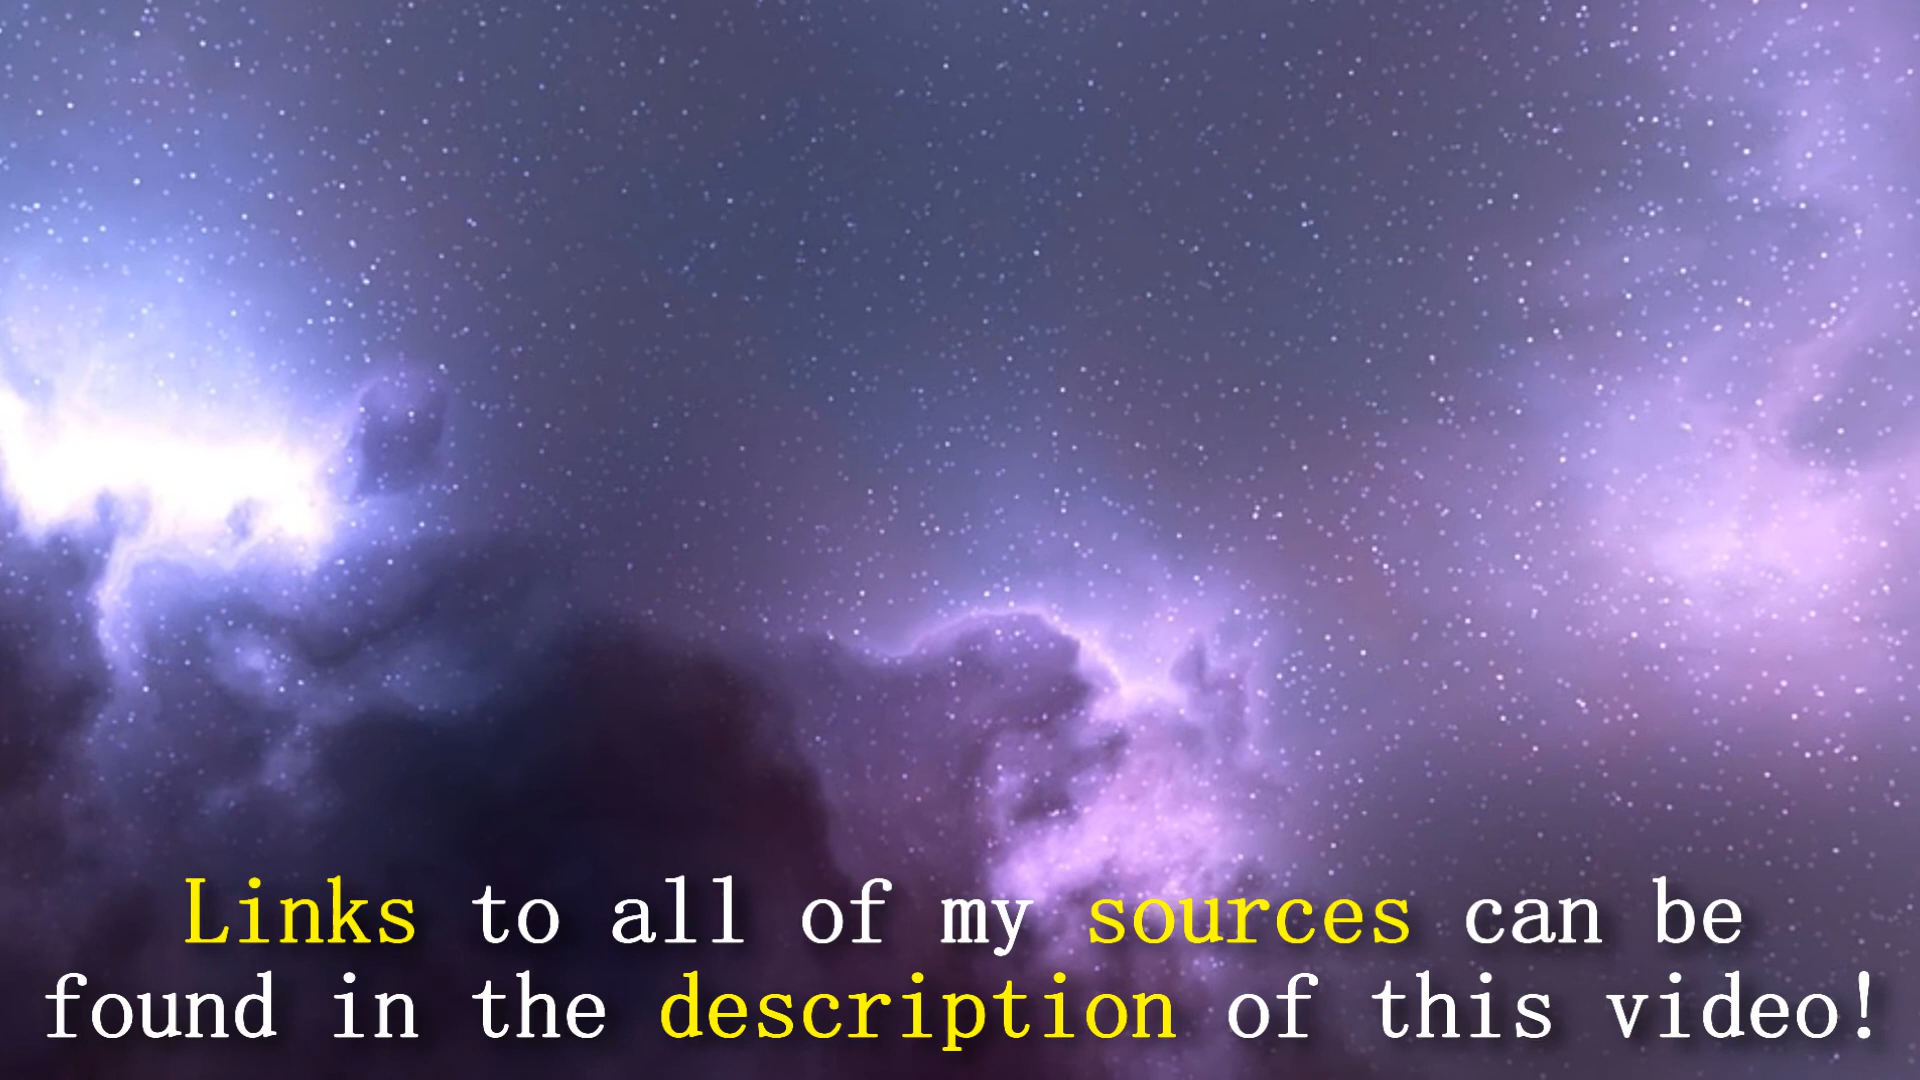 Links to all of my sources can be
found in the description of this video!